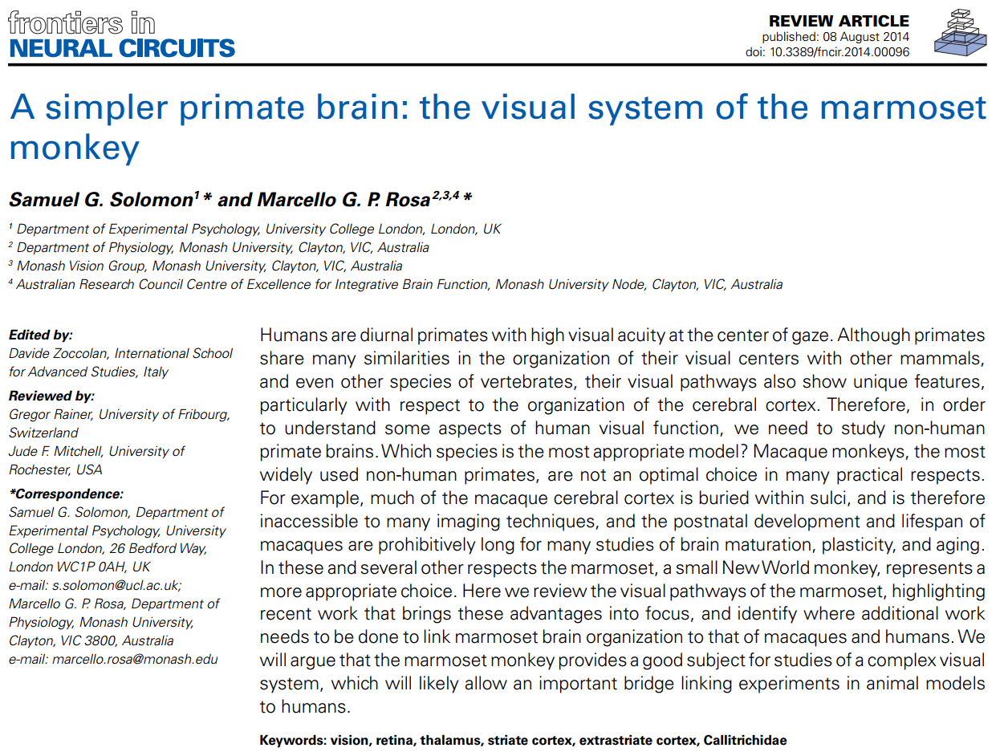 frontiers in
NEURAL CIRCUITS
REVIEW ARTICLE
published: 08 August 2014
doi: 10.3389/fncir.2014.00096
A simpler primate brain: the visual system of the marmoset
monkey
Samuel G. Solomon1* and Marcello G. P. Rosa2,3,4*
1 Department of Experimental Psychology, University College London, London, UK
2 Department of Physiology, Monash University, Clayton, VIC, Australia
3 Monash Vision Group, Monash University, Clayton, VIC, Australia
4 Australian Research Council Centre of Excellence for Integrative Brain Function, Monash University Node, Clayton, VIC, Australia
Edited by:
Davide Zoccolan, International School
for Advanced Studies, Italy
Reviewed by:
Gregor Rainer, University of Fribourg,
Switzerland
Jude F. Mitchell, University of
Rochester, USA
*Correspondence:
Samuel G. Solomon, Department of
Experimental Psychology, University
College London, 26 Bedford Way,
London WC1P 0AH, UK
e-mail: s.solomon@ucl.ac.uk;
Marcello G. P. Rosa, Department of
Physiology, Monash University,
Clayton, VIC 3800, Australia
e-mail: marcello.rosa@monash.edu
Humans are diurnal primates with high visual acuity at the center of gaze. Although primates
share many similarities in the organization of their visual centers with other mammals,
and even other species of vertebrates, their visual pathways also show unique features,
particularly with respect to the organization of the cerebral cortex. Therefore, in order
to understand some aspects of human visual function, we need to study non-human
primate brains. Which species is the most appropriate model? Macaque monkeys, the most
widely used non-human primates, are not an optimal choice in many practical respects.
For example, much of the macaque cerebral cortex is buried within sulci, and is therefore
inaccessible to many imaging techniques, and the postnatal development and lifespan of
macaques are prohibitively long for many studies of brain maturation, plasticity, and aging.
In these and several other respects the marmoset, a small New World monkey, represents a
more appropriate choice. Here we review the visual pathways of the marmoset, highlighting
recent work that brings these advantages into focus, and identify where additional work
needs to be done to link marmoset brain organization to that of macaques and humans. We
will argue that the marmoset monkey provides a good subject for studies of a complex visual
system, which will likely allow an important bridge linking experiments in animal models
to humans.
Keywords: vision, retina, thalamus, striate cortex, extrastriate cortex, Callitrichidae